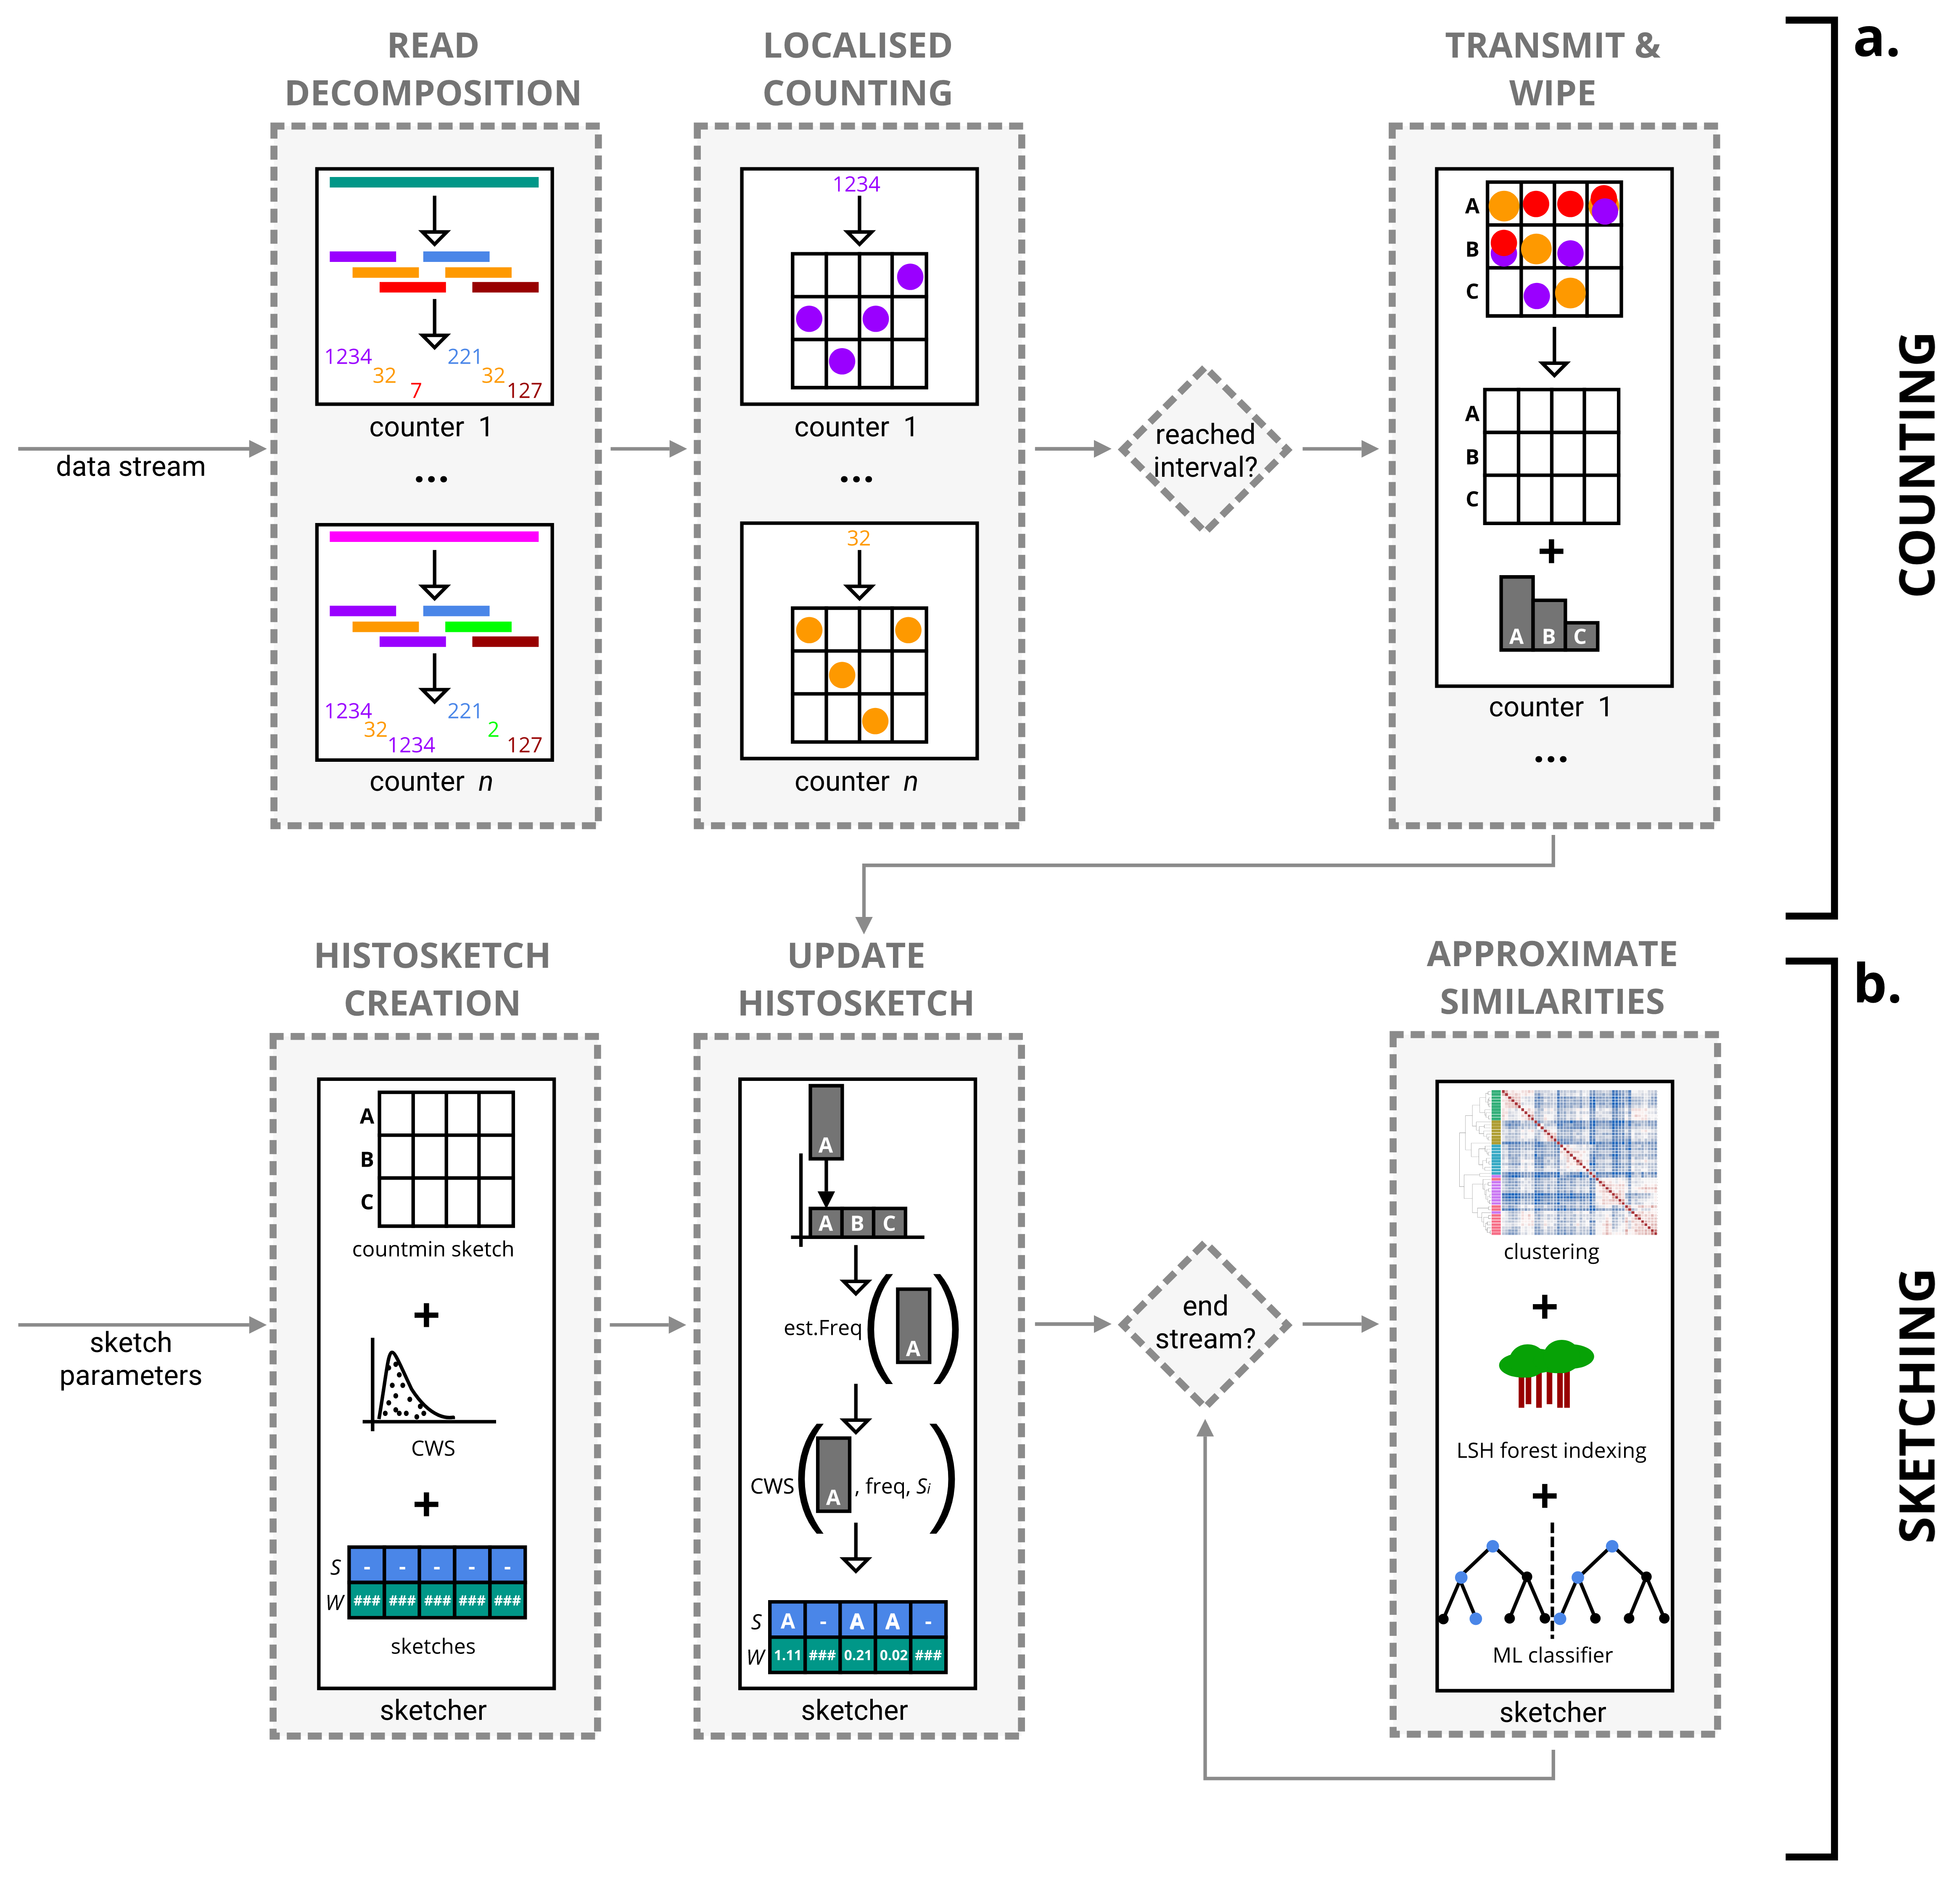 a.
READ
DECOMPOSITION
LOCALISED
COUNTING
TRANSMIT &
WIPE
COUNTING
data stream
1234
221
32
32
7
127
counter 1
...
1234
221
32
2
1234
127
counter n
1234
counter 1
...
32
counter n
reached
interval?
A
B
C
A
B
C
+
A B C
counter 1
...
b.
HISTOSKETCH
CREATION
UPDATE
HISTOSKETCH
APPROXIMATE
SIMILARITIES
SKETCHING
sketch
parameters
A
B
C
countmin sketch
+
CWS
+
S - - - - -
W ### ### ### ### ###
sketches
sketcher
A
A B C
est.Freq ( A )
CWS ( A , freq, Si )
S A - A A -
W 1.11 ### 0.21 0.02 ###
sketcher
end
stream?
clustering
+
LSH forest indexing
+
ML classifier
sketcher